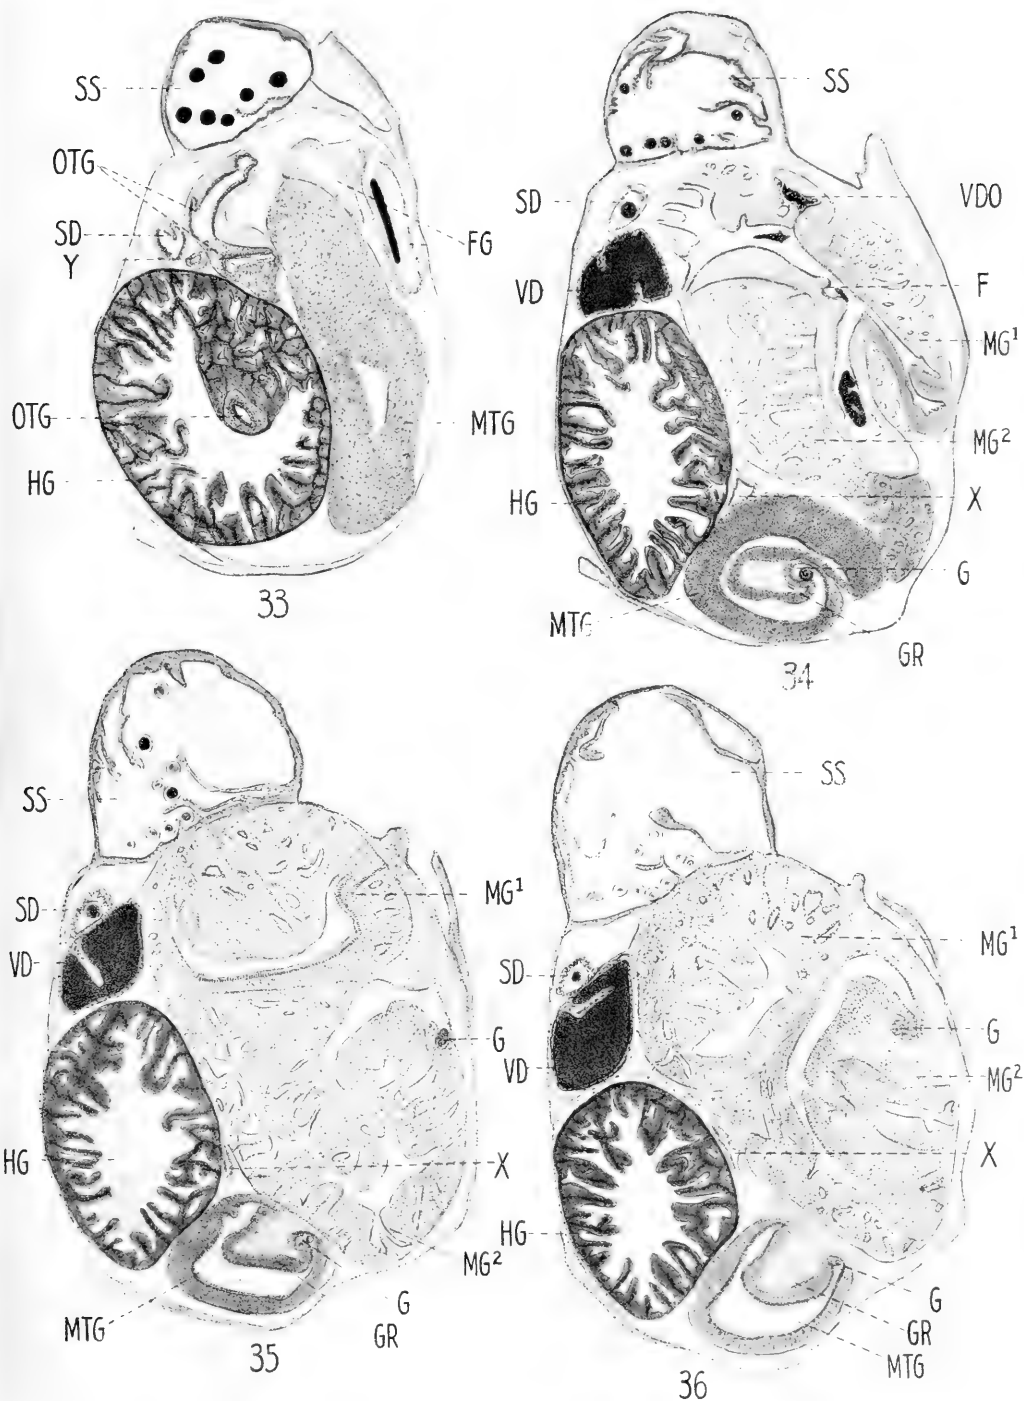 SS
OTG
SD
Y
FG
OTG
MTG
HG
33
SS
SD
VDO
VD
F
MG¹
MG²
HG
X
G
MTG
GR
34
SS
MG¹
SD
VD
G
HG
X
MG²
G
MTG
GR
35
SS
MG¹
SD
G
VD
MG²
X
HG
G
GR
MTG
36